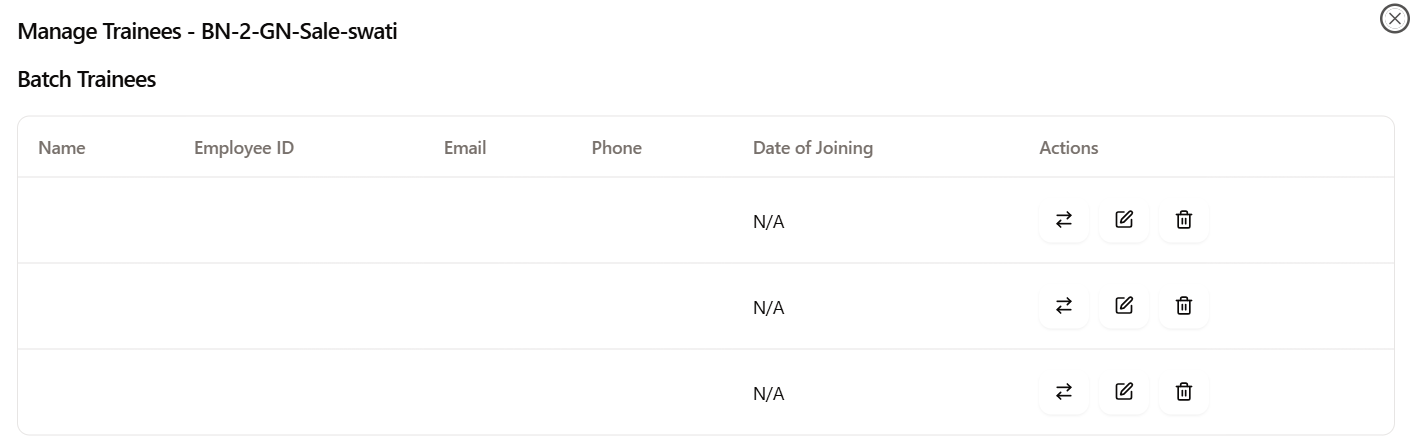 Manage Trainees - BN-2-GN-Sale-swati
Batch Trainees
Name Employee ID Email Phone Date of Joining Actions
N/A
N/A
N/A